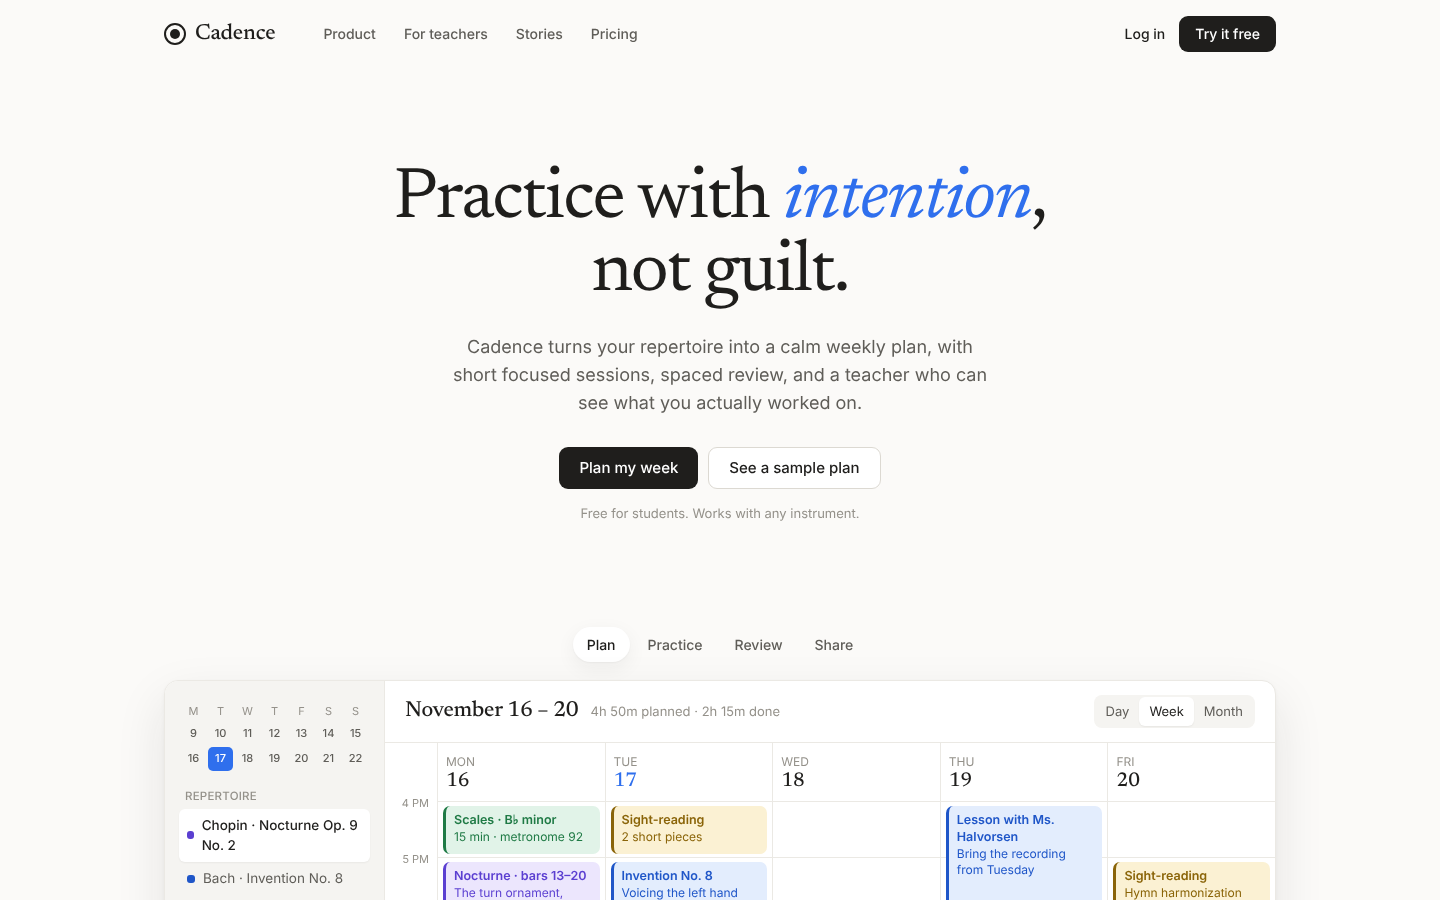 Cadence
Product
For teachers
Stories
Pricing
Log in
Try it free
Practice with intention,
not guilt.
Cadence turns your repertoire into a calm weekly plan, with
short focused sessions, spaced review, and a teacher who can
see what you actually worked on.
Plan my week
See a sample plan
Free for students. Works with any instrument.
Plan
Practice
Review
Share
M T W T F S S
9 10 11 12 13 14 15
16 17 18 19 20 21 22
REPERTOIRE
Chopin · Nocturne Op. 9
No. 2
Bach · Invention No. 8
November 16 – 20
4h 50m planned · 2h 15m done
Day
Week
Month
MON
16
TUE
17
WED
18
THU
19
FRI
20
4 PM
5 PM
Scales · B♭ minor
15 min · metronome 92
Nocturne · bars 13–20
The turn ornament,
Sight-reading
2 short pieces
Invention No. 8
Voicing the left hand
Lesson with Ms.
Halvorsen
Bring the recording
from Tuesday
Sight-reading
Hymn harmonization